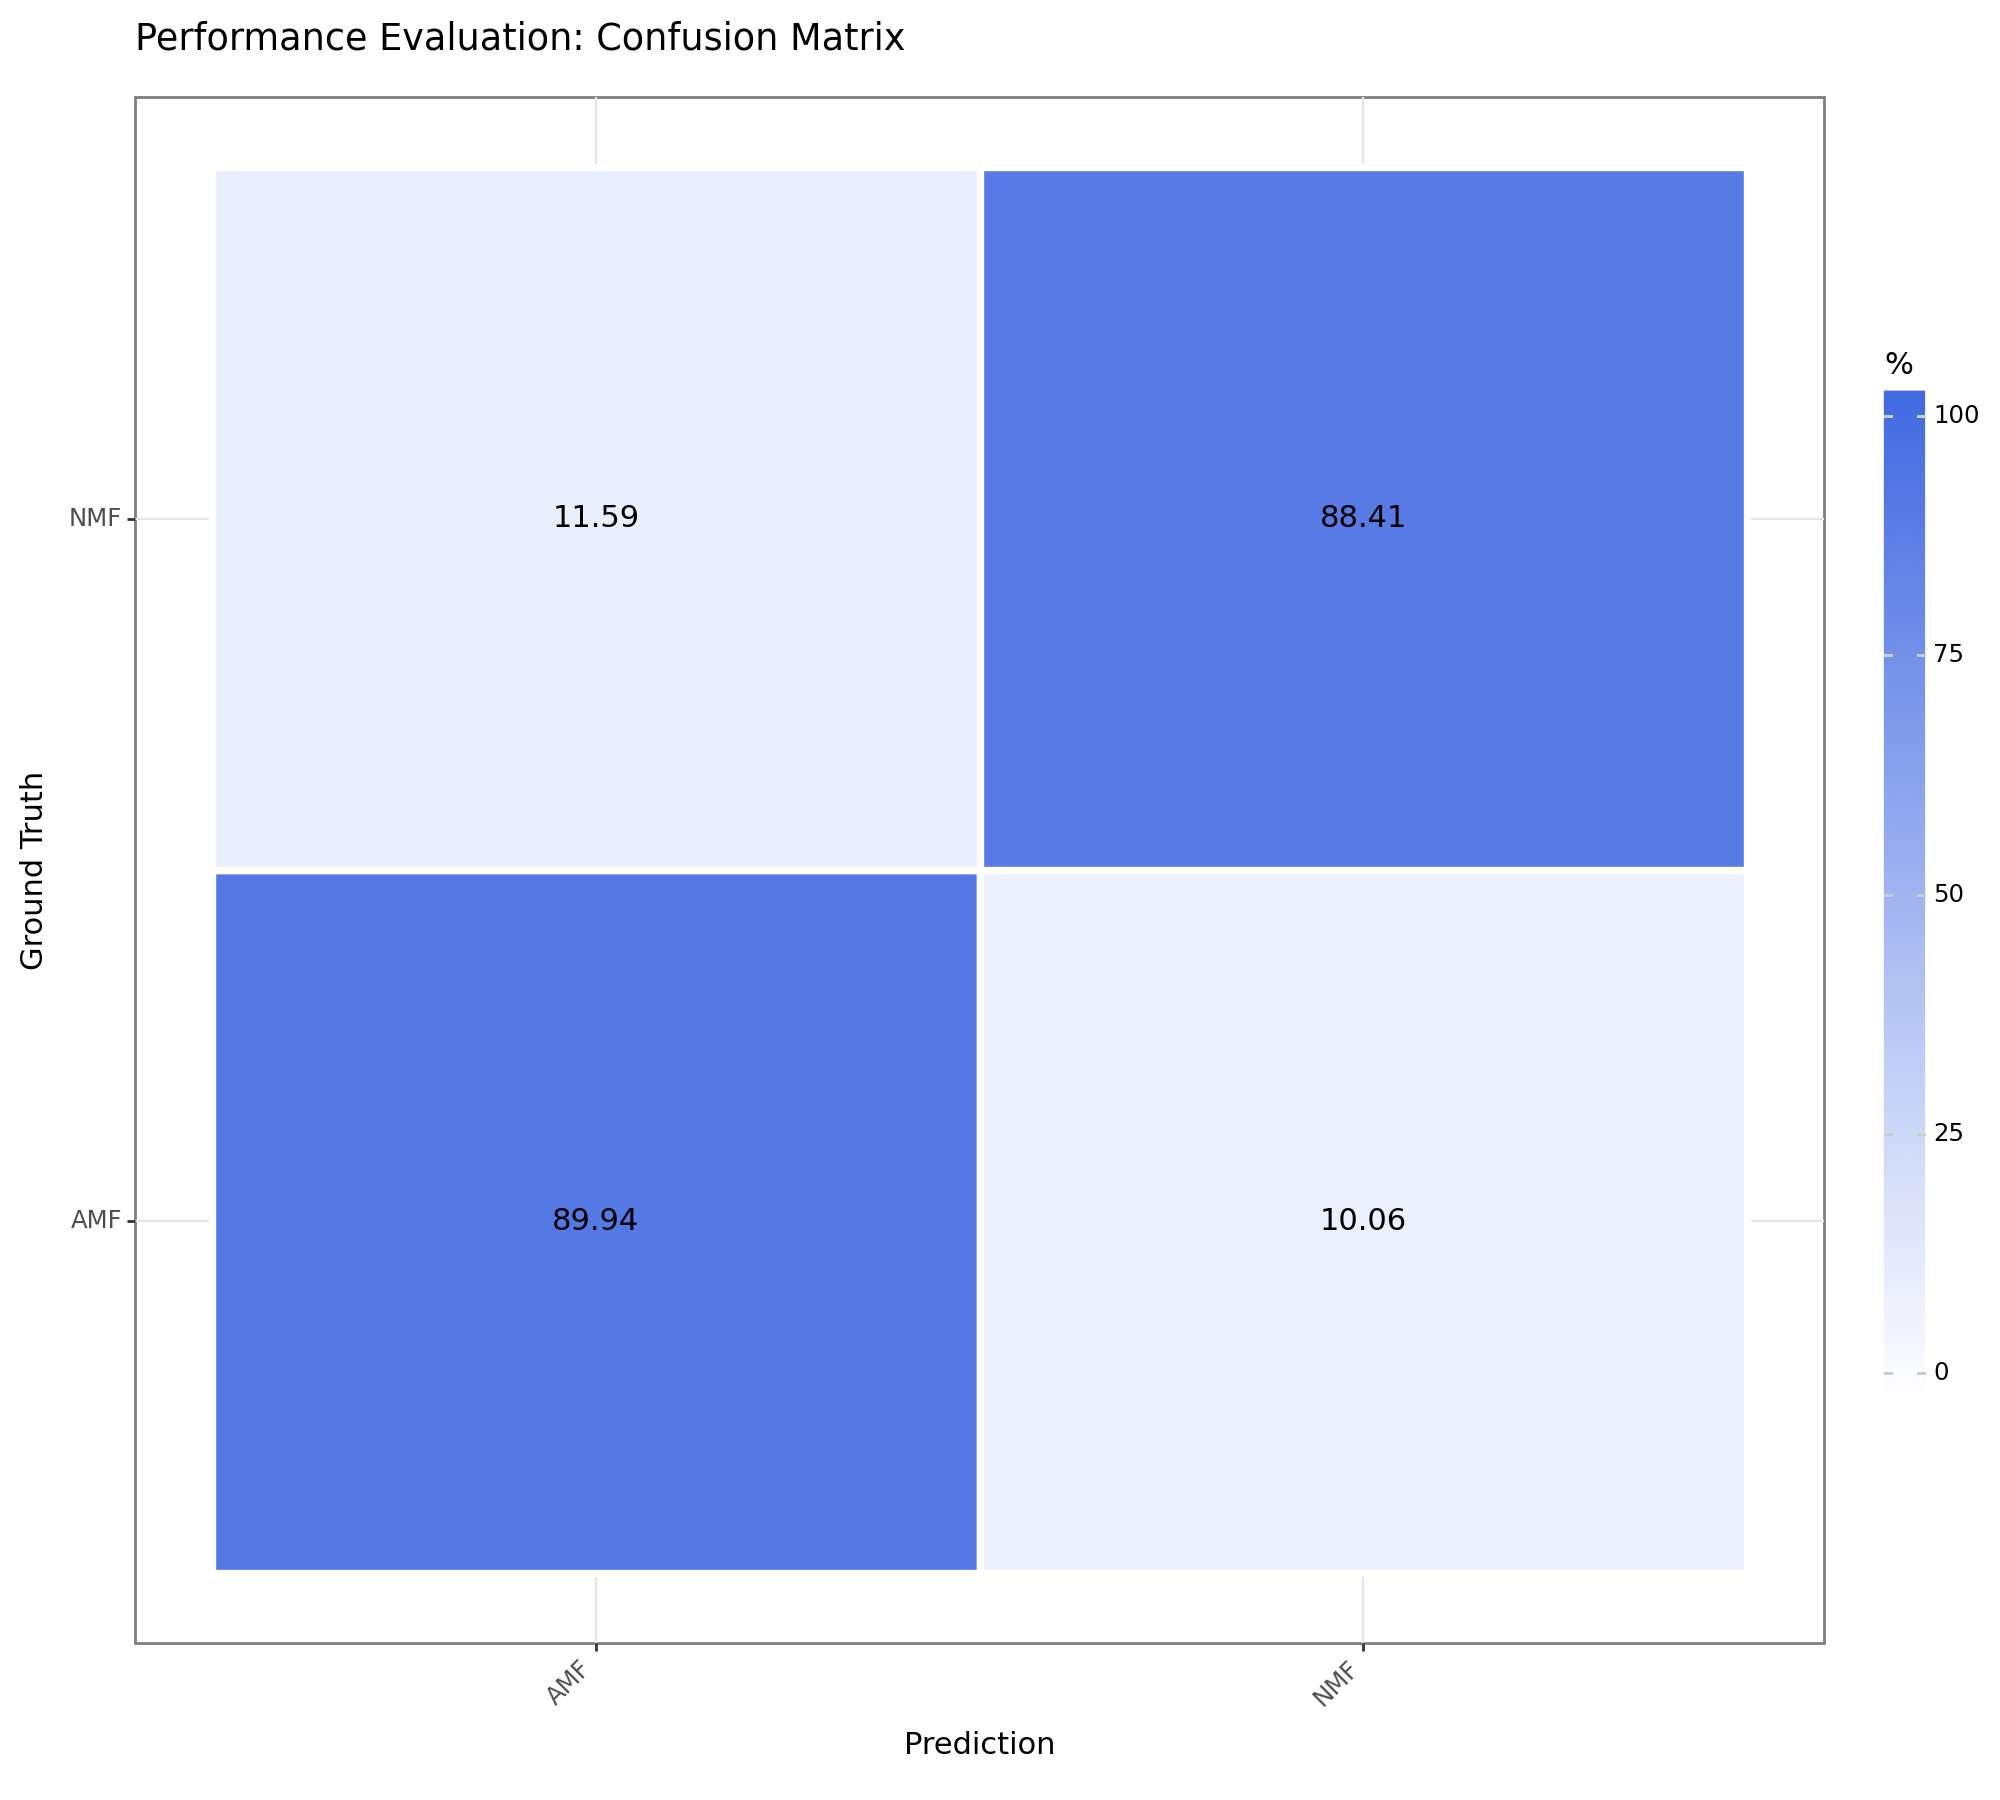 Performance Evaluation: Confusion Matrix
%
100
75
50
25
0
NMF
11.59
88.41
Ground Truth
AMF
89.94
10.06
AMF
NMF
Prediction